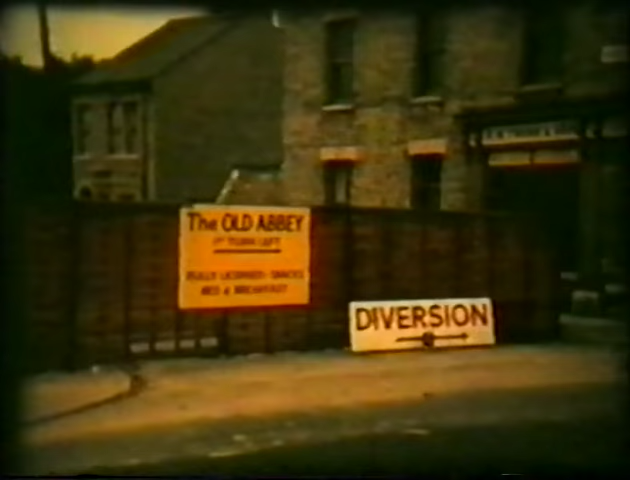 The OLD ABBEY
1ST TURN LEFT
FULLY LICENSED · SNACKS
BED & BREAKFAST
DIVERSION